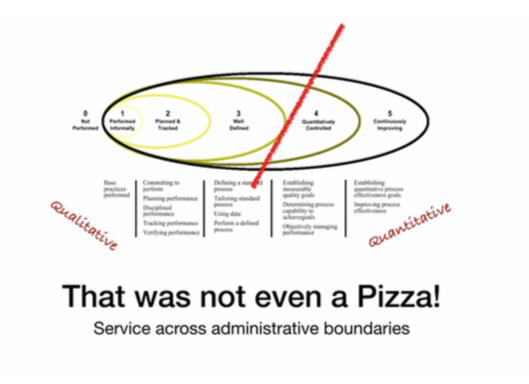 0
Not
Performed
1
Performed
Informally
2
Planned &
Tracked
3
Well
Defined
4
Quantitatively
Controlled
5
Continuously
Improving
Base
practices
performed
Committing to
perform
Planning performance
Disciplined
performance
Tracking performance
Verifying performance
Defining a standard
process
Tailoring standard
process
Using data
Perform a defined
process
Establishing
measurable
quality goals
Determining process
capability to
achievegoals
Objectively managing
performance
Establishing
quantitative process
effectiveness goals
Improving process
effectiveness
Qualitative
Quantitative
That was not even a Pizza!
Service across administrative boundaries